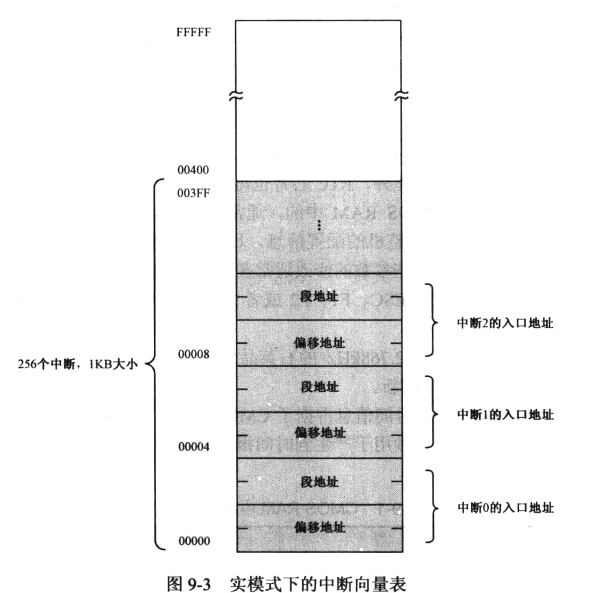 FFFFF
00400
003FF
段地址
中断2的入口地址
偏移地址
00008
256个中断，1KB大小
段地址
中断1的入口地址
偏移地址
00004
段地址
中断0的入口地址
偏移地址
00000
图 9-3 实模式下的中断向量表